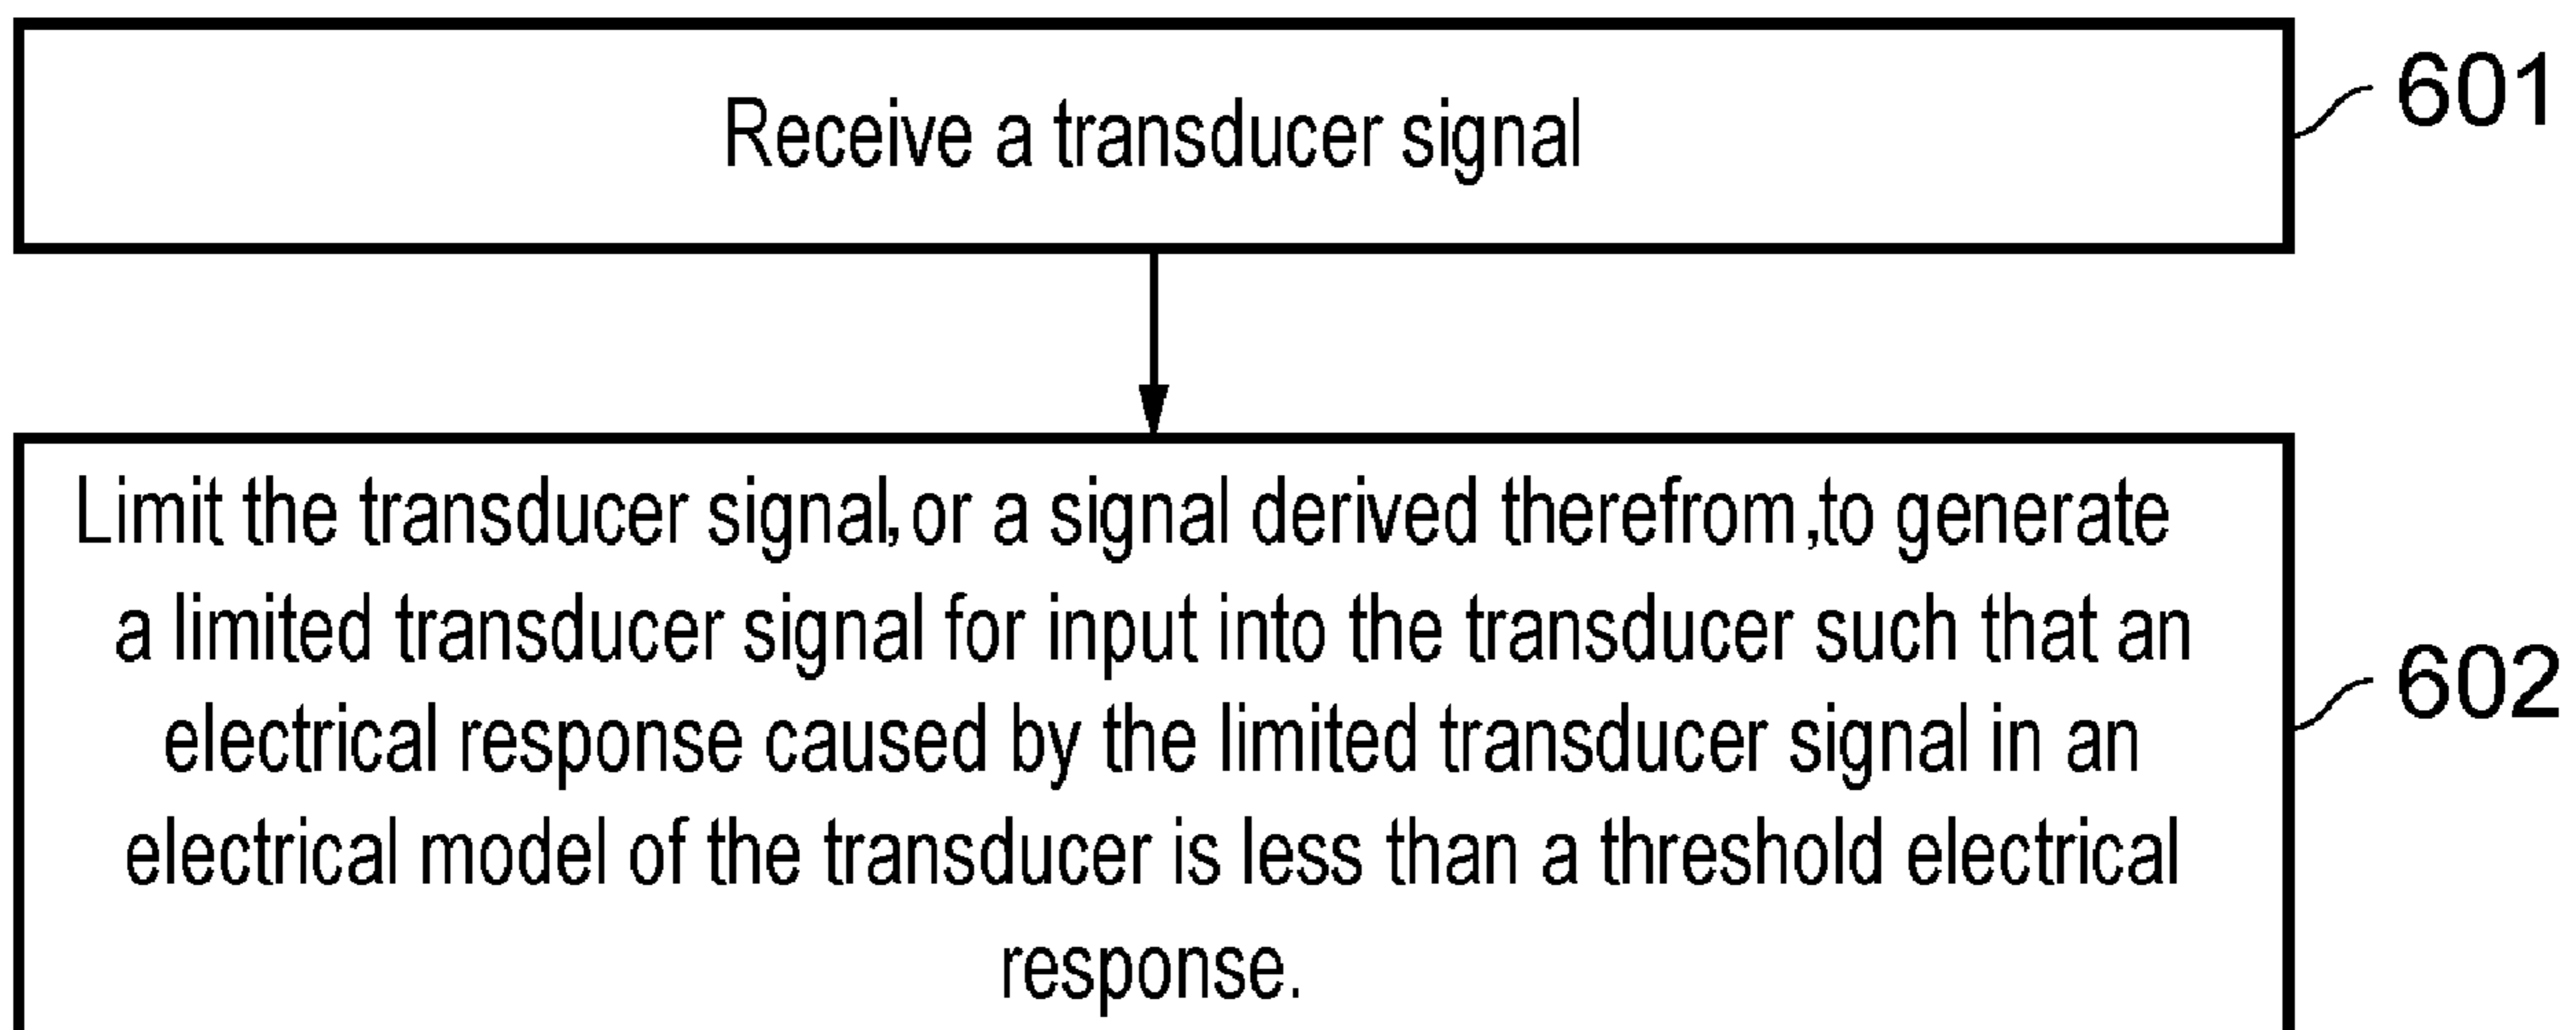 Receive a transducer signal
601
Limit the transducer signal, or a signal derived therefrom ,to generate
a limited transducer signal for input into the transducer such that an
electrical response caused by the limited transducer signal in an
electrical model of the transducer is less than a threshold electrical
response.
602